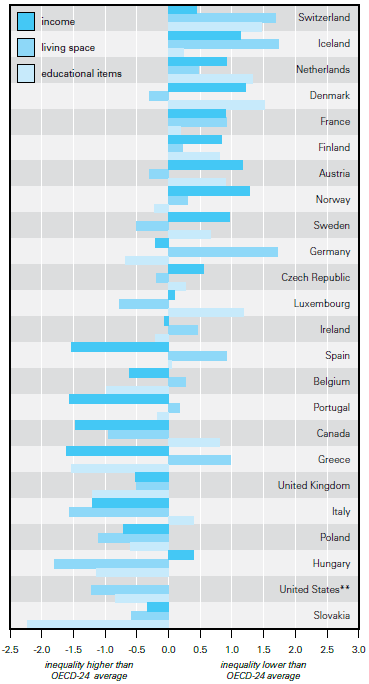 income
living space
educational items
Switzerland
Iceland
Netherlands
Denmark
France
Finland
Austria
Norway
Sweden
Germany
Czech Republic
Luxembourg
Ireland
Spain
Belgium
Portugal
Canada
Greece
United Kingdom
Italy
Poland
Hungary
United States**
Slovakia
-2.5 -2.0 -1.5 -1.0 -0.5 0.0 0.5 1.0 1.5 2.0 2.5 3.0
inequality higher than inequality lower than
OECD-24 average OECD-24 average